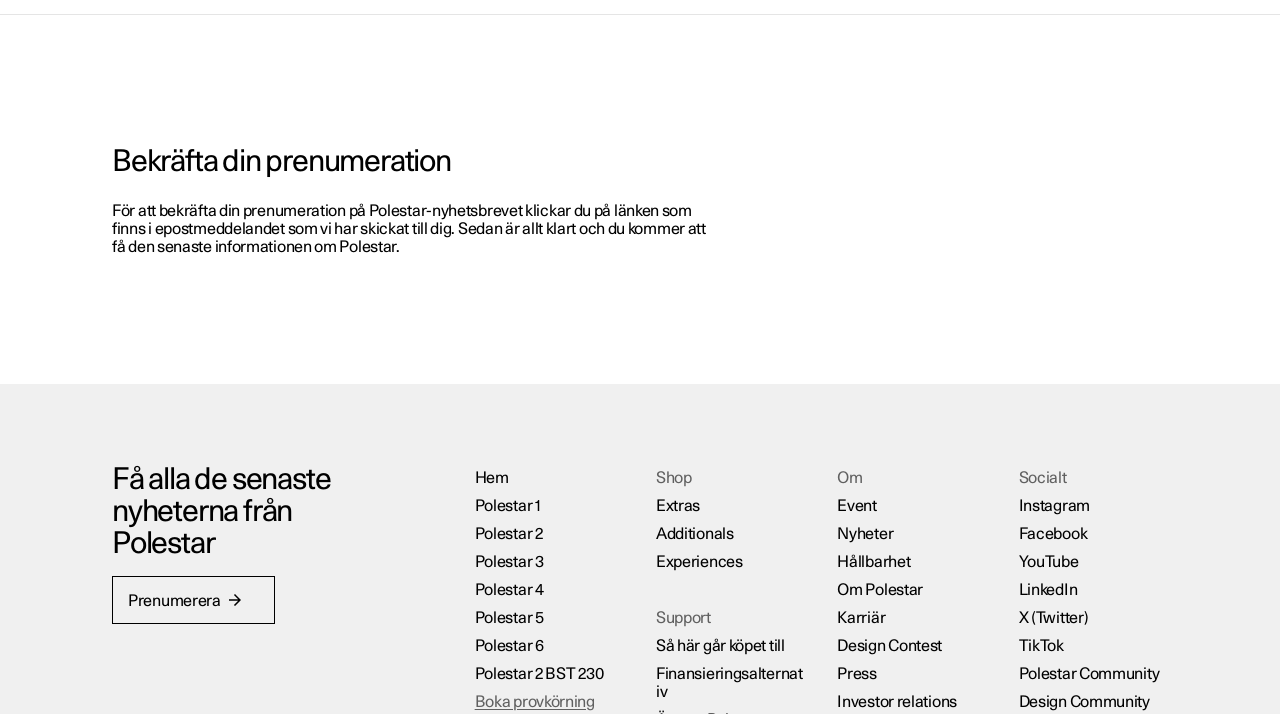 Bekräfta din prenumeration
För att bekräfta din prenumeration på Polestar-nyhetsbrevet klickar du på länken som
finns i epostmeddelandet som vi har skickat till dig. Sedan är allt klart och du kommer att
få den senaste informationen om Polestar.
Få alla de senaste
nyheterna från
Polestar
Prenumerera
Hem
Polestar 1
Polestar 2
Polestar 3
Polestar 4
Polestar 5
Polestar 6
Polestar 2 BST 230
Boka provkörning
Shop
Extras
Additionals
Experiences
Support
Så här går köpet till
Finansieringsalternat
iv
Om
Event
Nyheter
Hållbarhet
Om Polestar
Karriär
Design Contest
Press
Investor relations
Socialt
Instagram
Facebook
YouTube
LinkedIn
X (Twitter)
TikTok
Polestar Community
Design Community